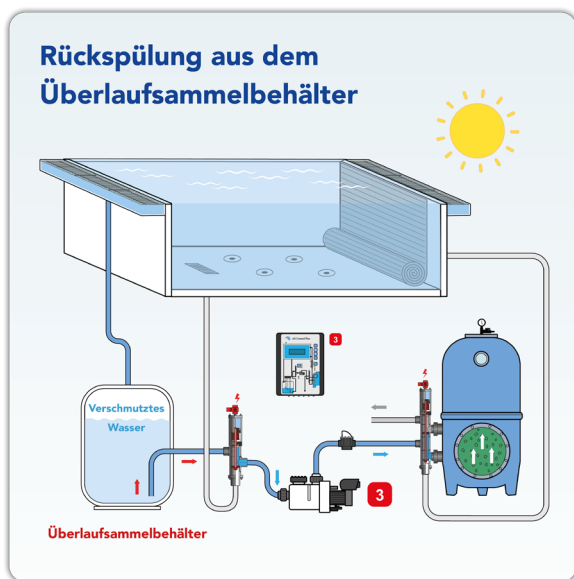 Rückspülung aus dem
Überlaufsammelbehälter
3
Verschmutztes
Wasser
3
Überlaufsammelbehälter